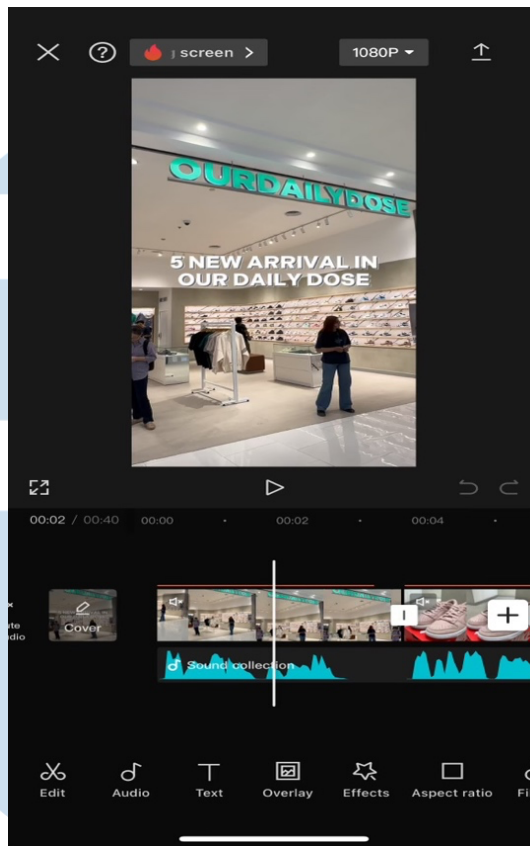 screen >
1080P
OURDAILYDOSE
5 NEW ARRIVAL IN
OUR DAILY DOSE
00:02 / 00:40 00:00 00:02 00:04
Cover
Sound collection
Edit Audio Text Overlay Effects Aspect ratio